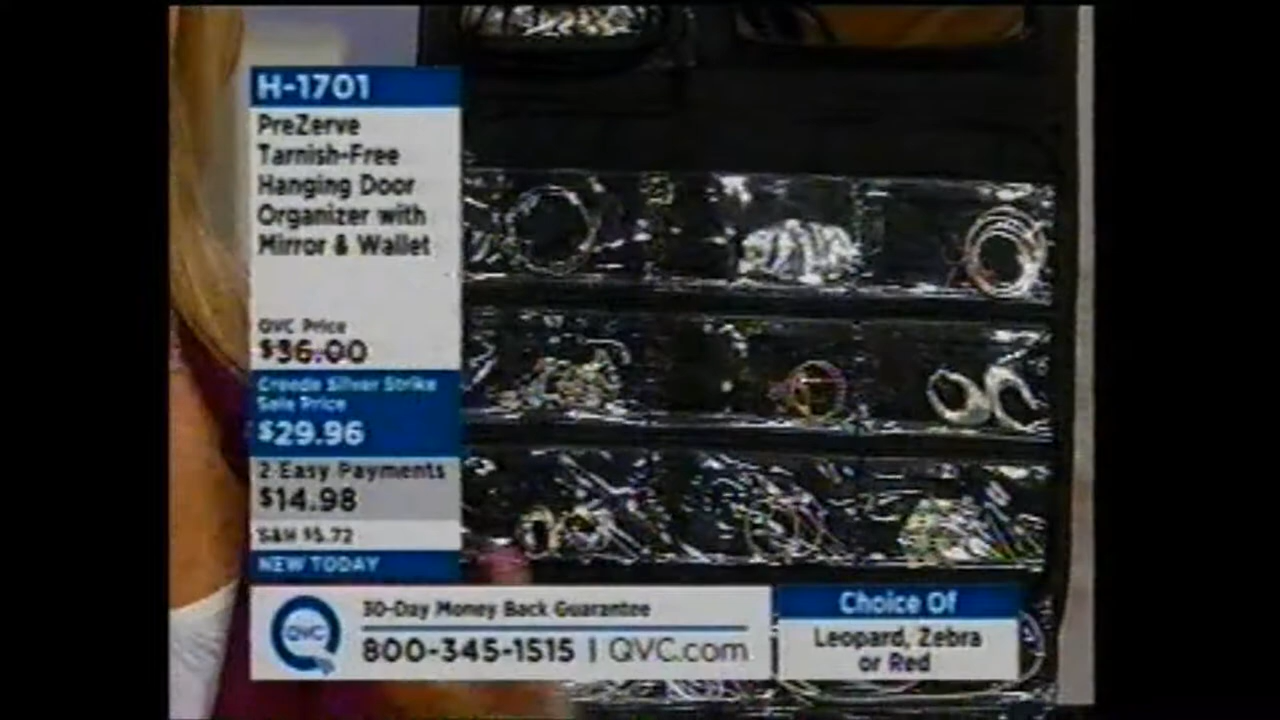 H-1701
PreZerve
Tarnish-Free
Hanging Door
Organizer with
Mirror & Wallet
QVC Price
$36.00
Creede Silver Strike
Sale Price
$29.96
2 Easy Payments
$14.98
S&H $5.72
NEW TODAY
QVC
30-Day Money Back Guarantee
800-345-1515 | QVC.com
Choice Of
Leopard, Zebra
or Red